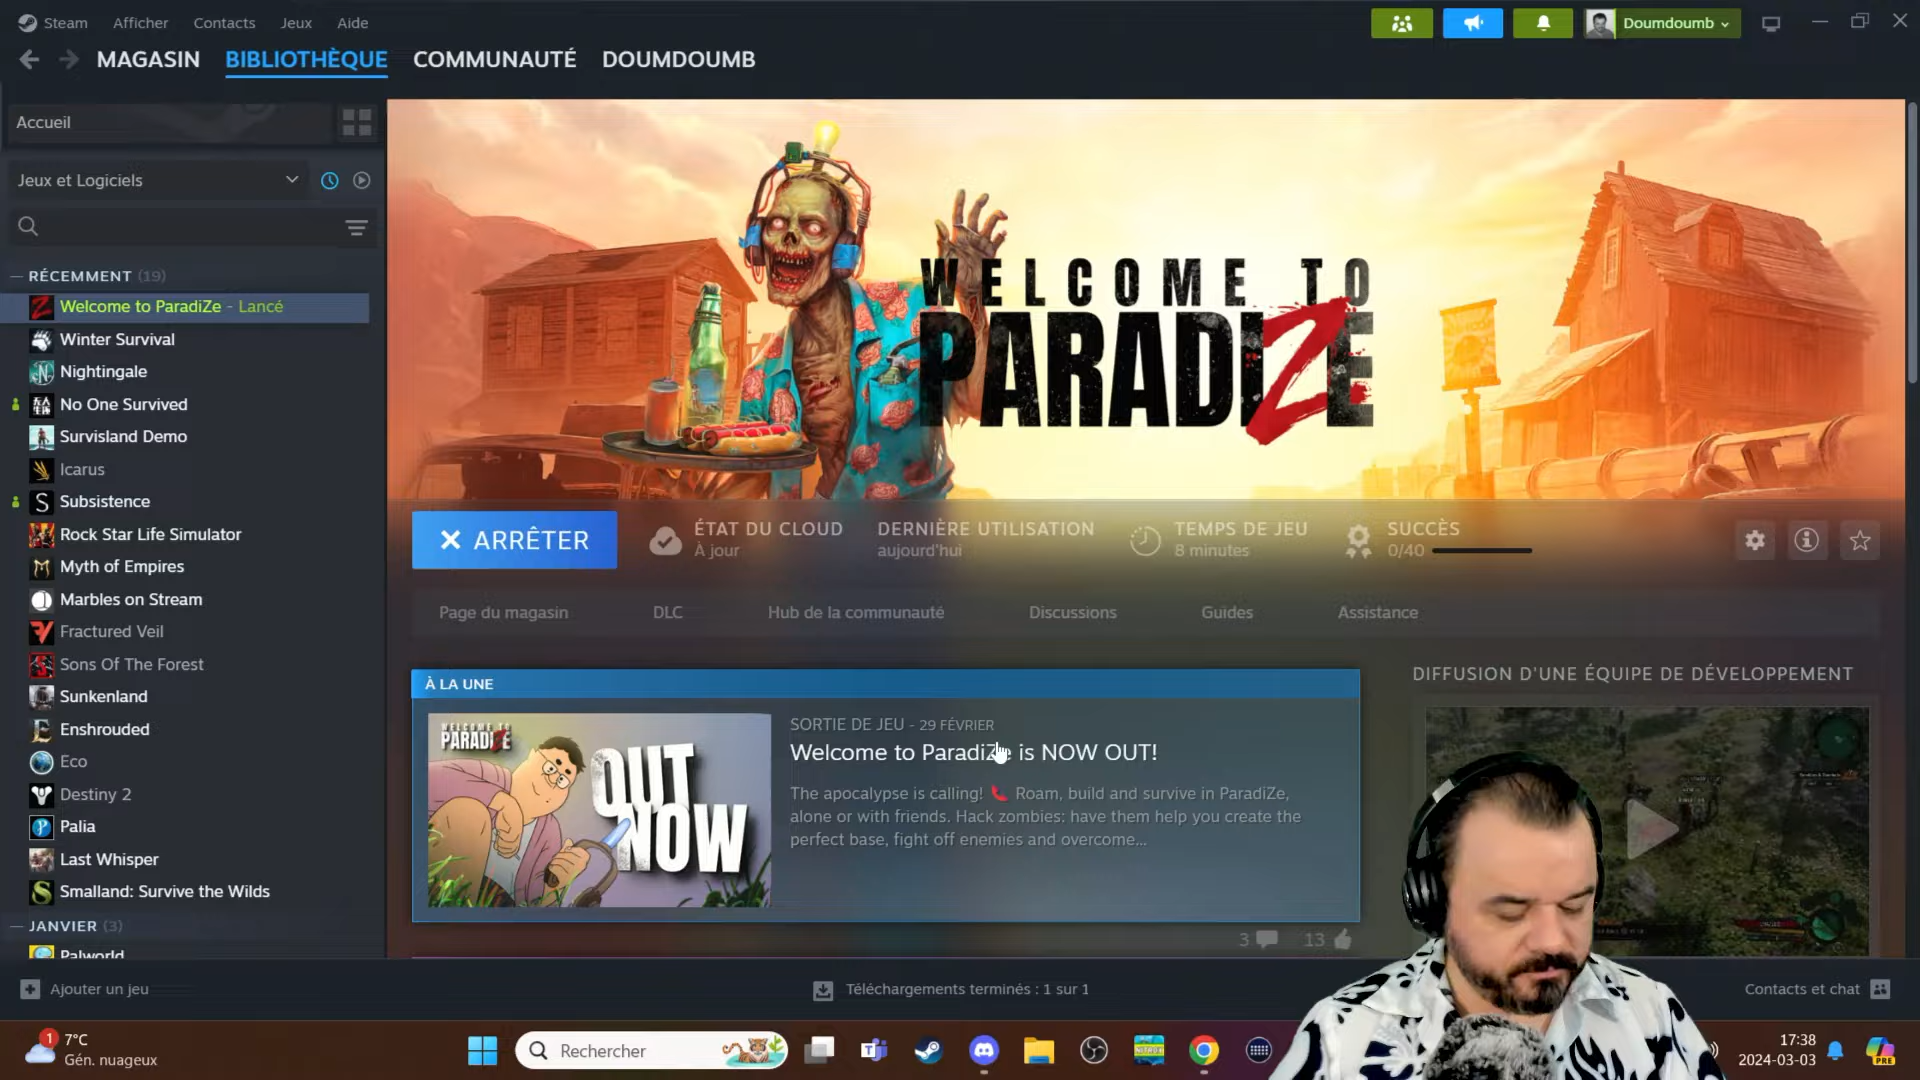 Steam Afficher Contacts Jeux Aide
Doumdoumb
MAGASIN BIBLIOTHÈQUE COMMUNAUTÉ DOUMDOUMB
Accueil
Jeux et Logiciels
RÉCEMMENT (19)
Welcome to ParadiZe - Lancé
Winter Survival
Nightingale
No One Survived
Survisland Demo
Icarus
Subsistence
Rock Star Life Simulator
Myth of Empires
Marbles on Stream
Fractured Veil
Sons Of The Forest
Sunkenland
Enshrouded
Eco
Destiny 2
Palia
Last Whisper
Smalland: Survive the Wilds
JANVIER (3)
Palworld
WELCOME TO
PARADIZE
ARRÊTER
ÉTAT DU CLOUD
À jour
DERNIÈRE UTILISATION
aujourd'hui
TEMPS DE JEU
8 minutes
SUCCÈS
0/40
Page du magasin DLC Hub de la communauté Discussions Guides Assistance
À LA UNE
WELCOME TO
PARADIZE
OUT
NOW
SORTIE DE JEU - 29 FÉVRIER
Welcome to ParadiZe is NOW OUT!
The apocalypse is calling! 📞 Roam, build and survive in ParadiZe,
alone or with friends. Hack zombies: have them help you create the
perfect base, fight off enemies and overcome...
3 13
DIFFUSION D'UNE ÉQUIPE DE DÉVELOPPEMENT
Ajouter un jeu
Téléchargements terminés : 1 sur 1
Contacts et chat
1
7°C
Gén. nuageux
Rechercher
17:38
2024-03-03
PRE